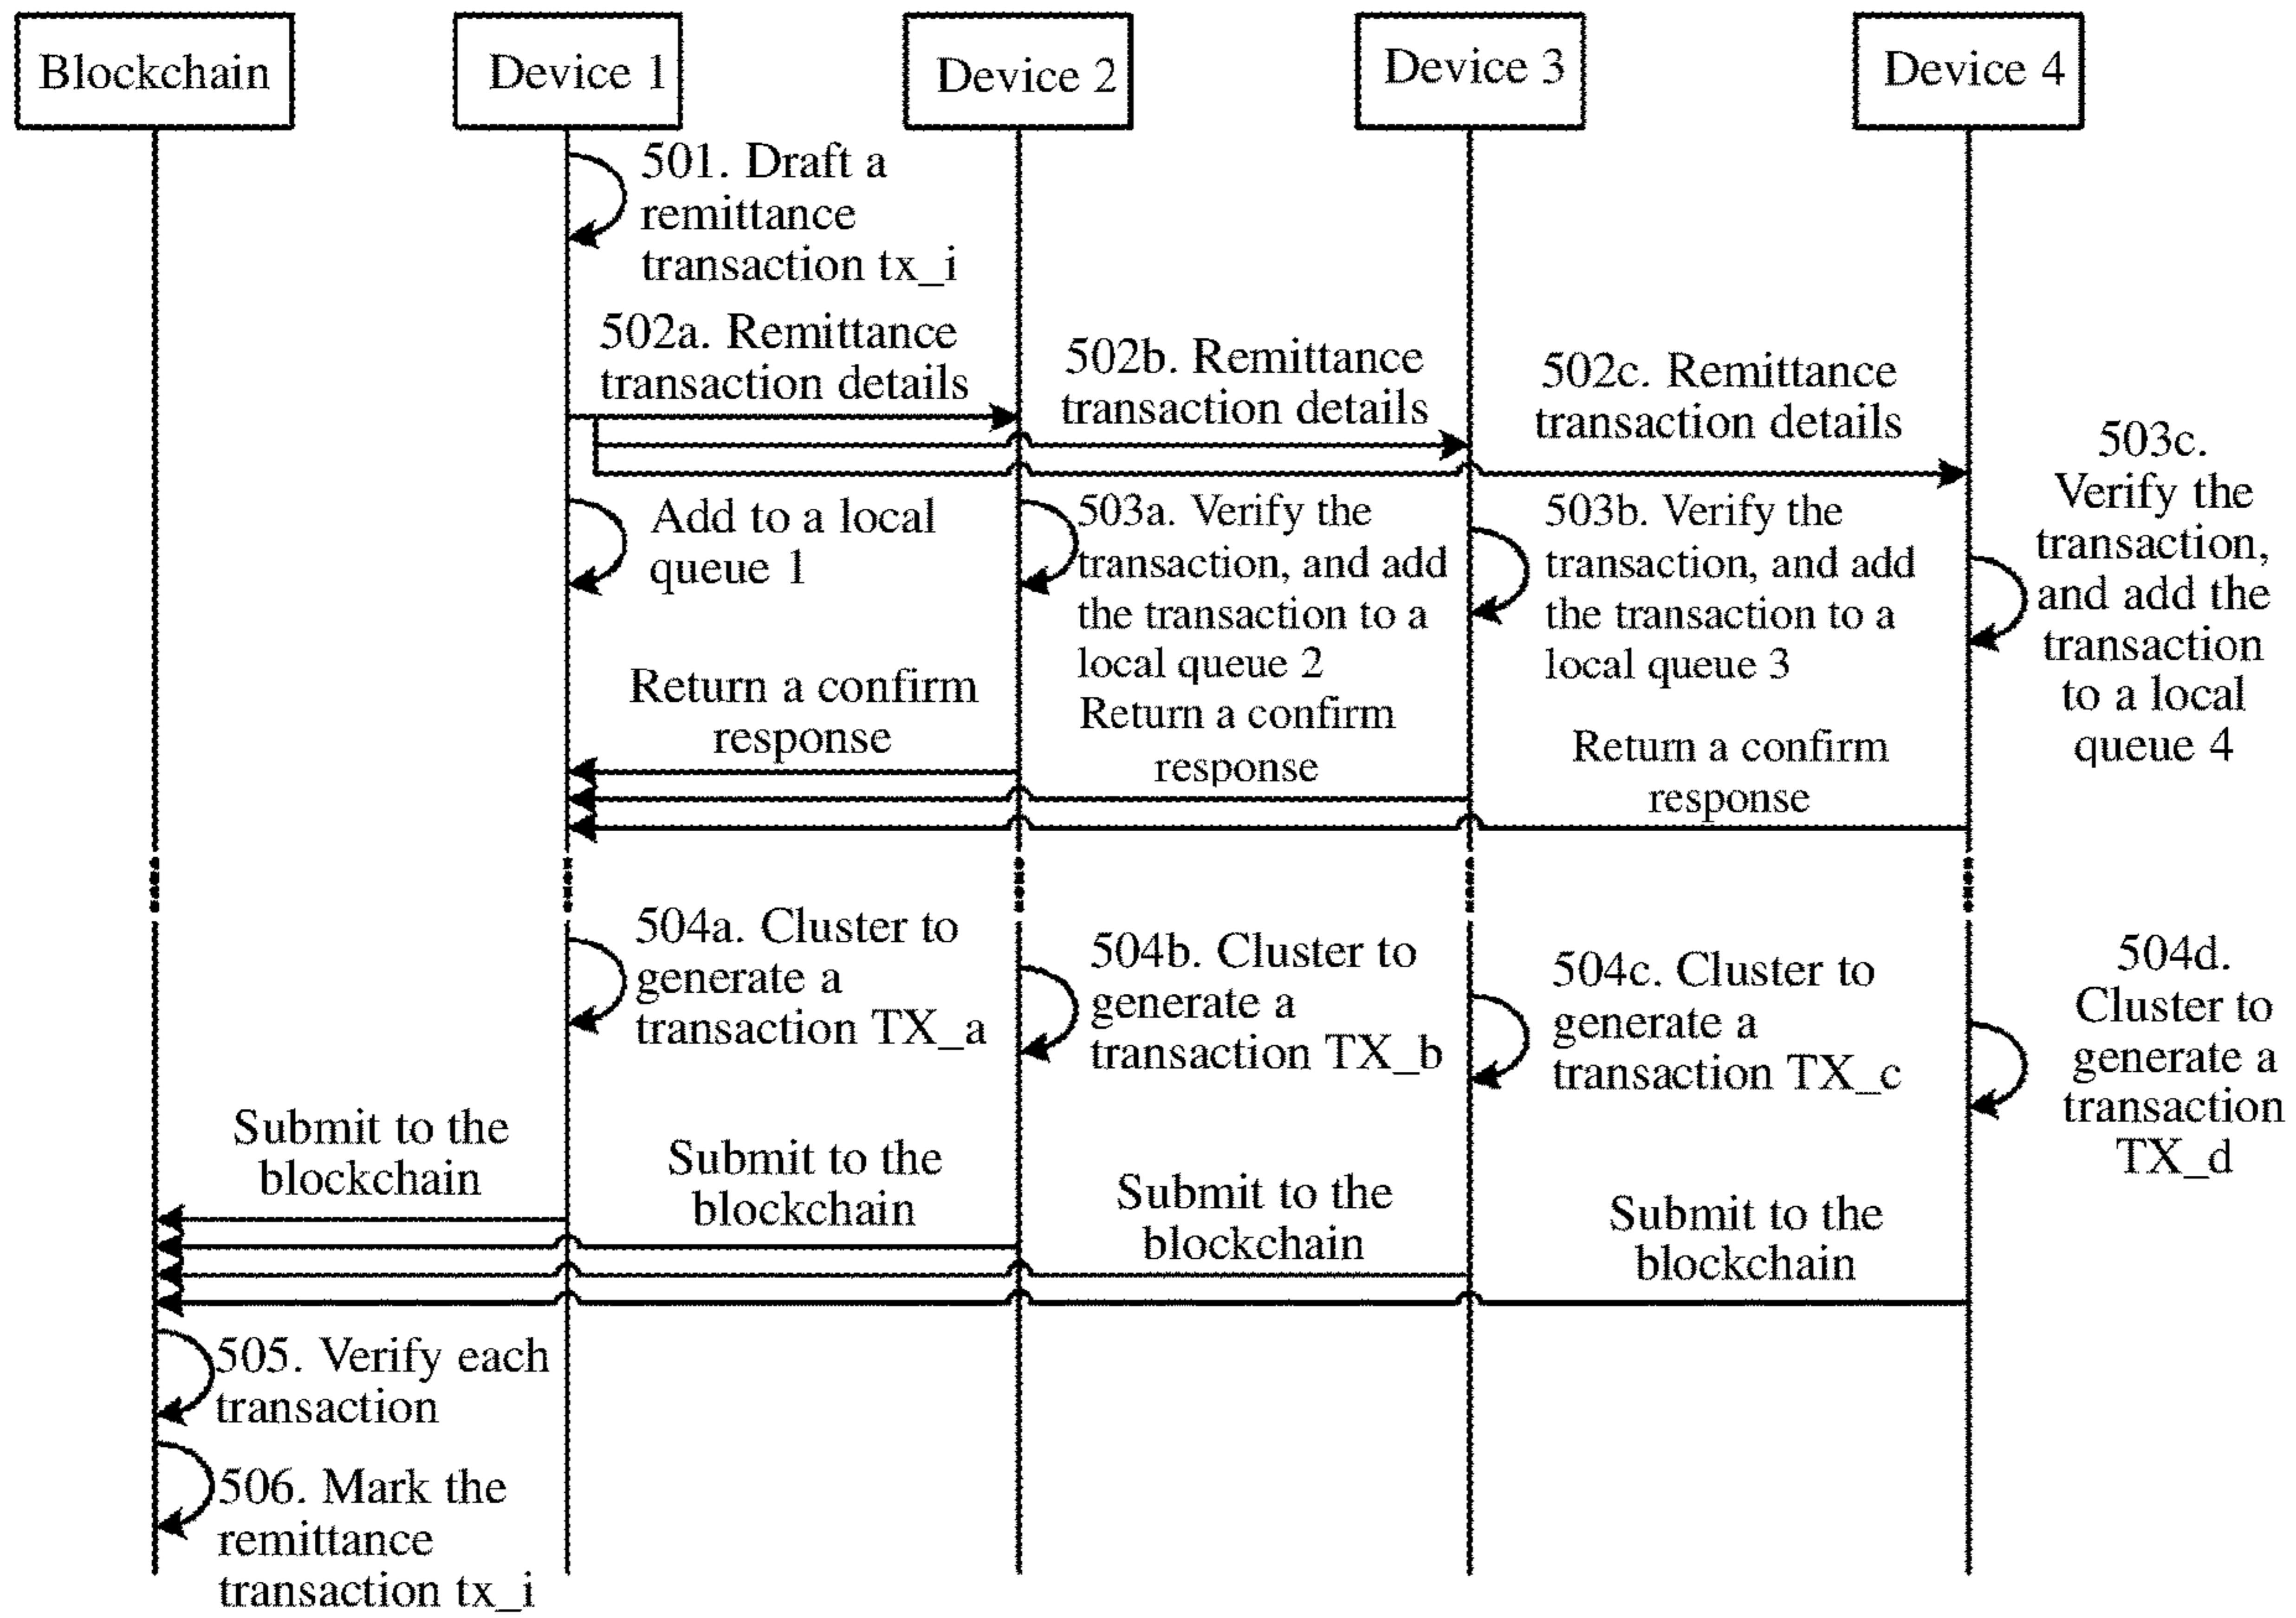 Blockchain
Device 1
Device 2
Device 3
Device 4
501. Draft a
remittance
transaction tx_i
502a. Remittance
transaction details
502b. Remittance
transaction details
502c. Remittance
transaction details
Add to a local
queue 1
503a. Verify the
transaction, and add
the transaction to a
local queue 2
503b. Verify the
transaction, and add
the transaction to a
local queue 3
503c.
Verify the
transaction,
and add the
transaction
to a local
queue 4
Return a confirm
response
Return a confirm
response
Return a confirm
response
504a. Cluster to
generate a
transaction TX_a
504b. Cluster to
generate a
transaction TX_b
504c. Cluster to
generate a
transaction TX_c
504d.
Cluster to
generate a
transaction
TX_d
Submit to the
blockchain
Submit to the
blockchain
Submit to the
blockchain
Submit to the
blockchain
505. Verify each
transaction
506. Mark the
remittance
transaction tx_i